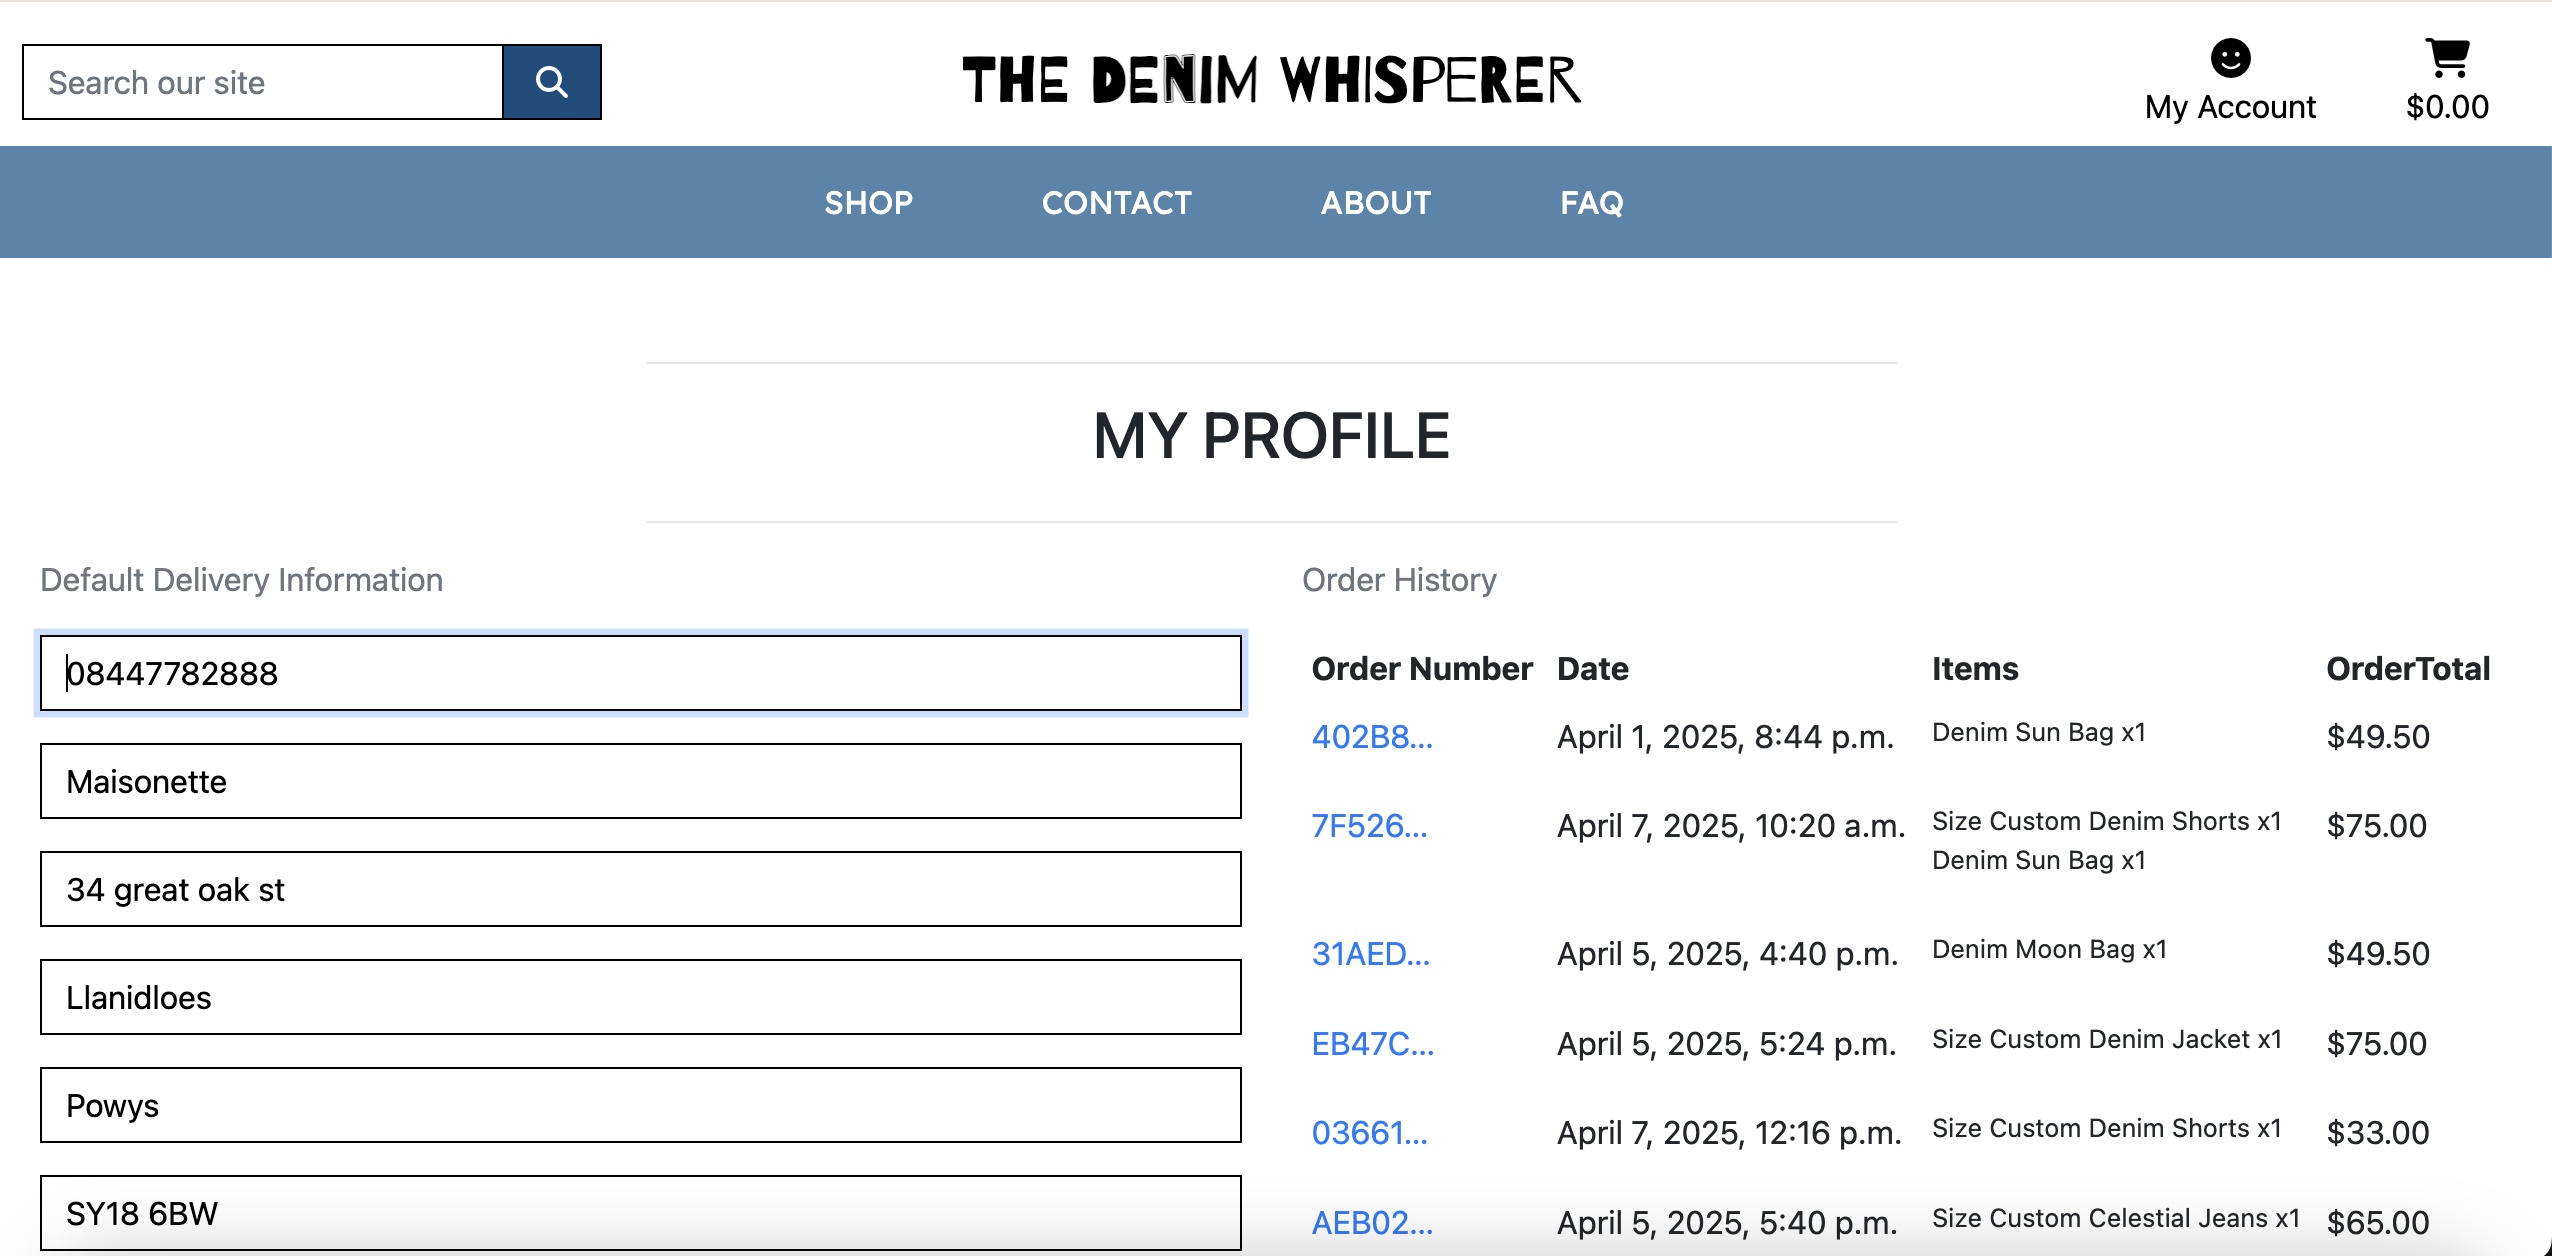 Search our site
THE DENIM WHISPERER
My Account
$0.00
SHOP CONTACT ABOUT FAQ
MY PROFILE
Default Delivery Information
08447782888
Maisonette
34 great oak st
Llanidloes
Powys
SY18 6BW
Order History
Order Number Date Items OrderTotal
402B8... April 1, 2025, 8:44 p.m. Denim Sun Bag x1 $49.50
7F526... April 7, 2025, 10:20 a.m. Size Custom Denim Shorts x1 $75.00
Denim Sun Bag x1
31AED... April 5, 2025, 4:40 p.m. Denim Moon Bag x1 $49.50
EB47C... April 5, 2025, 5:24 p.m. Size Custom Denim Jacket x1 $75.00
03661... April 7, 2025, 12:16 p.m. Size Custom Denim Shorts x1 $33.00
AEB02... April 5, 2025, 5:40 p.m. Size Custom Celestial Jeans x1 $65.00